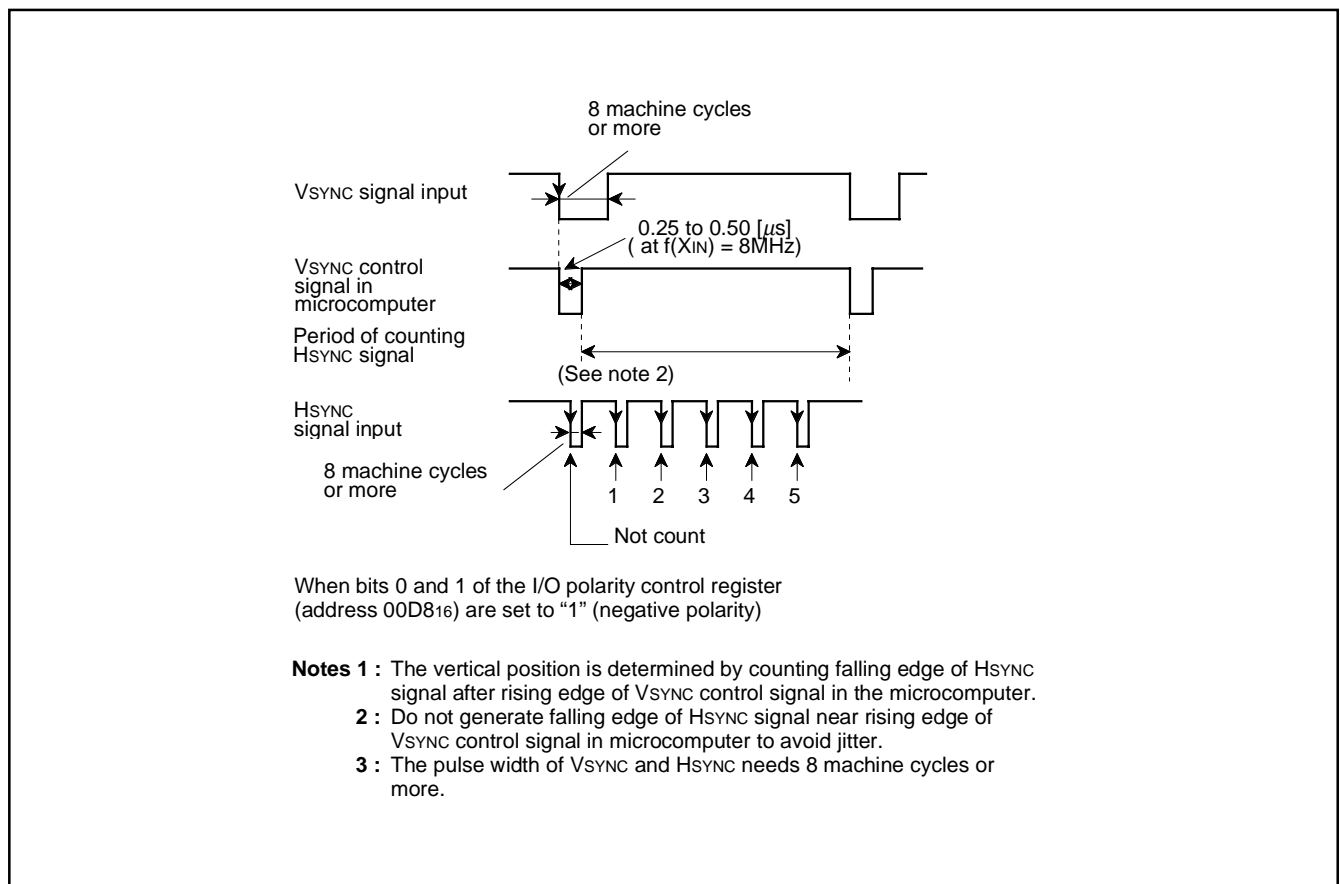 8 machine cycles
or more
VSYNC signal input
0.25 to 0.50 [μs]
( at f(XIN) = 8MHz)
VSYNC control
signal in
microcomputer
Period of counting
HSYNC signal
(See note 2)
HSYNC
signal input
8 machine cycles
or more
1 2 3 4 5
Not count
When bits 0 and 1 of the I/O polarity control register
(address 00D816) are set to “1” (negative polarity)
Notes 1 : The vertical position is determined by counting falling edge of HSYNC
signal after rising edge of VSYNC control signal in the microcomputer.
2 : Do not generate falling edge of HSYNC signal near rising edge of
VSYNC control signal in microcomputer to avoid jitter.
3 : The pulse width of VSYNC and HSYNC needs 8 machine cycles or
more.